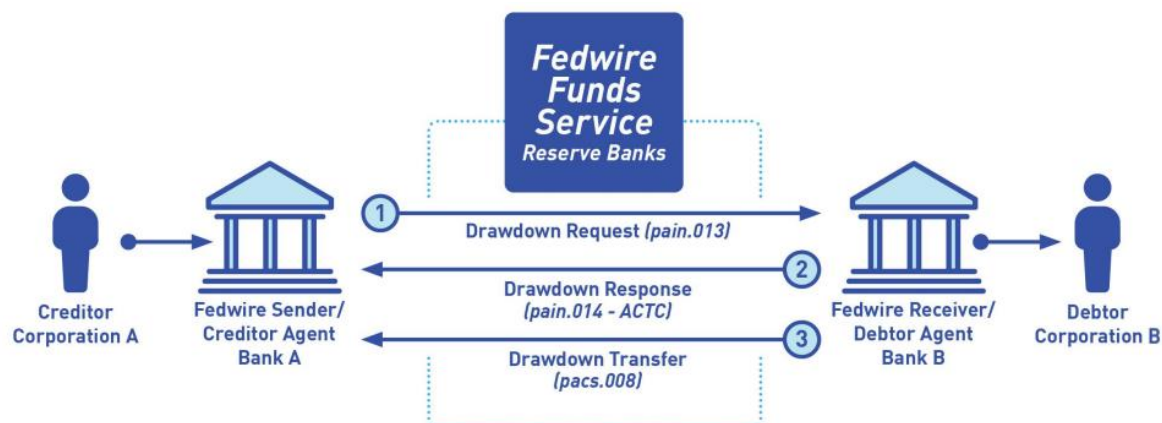 Fedwire
Funds
Service
Reserve Banks
1
Drawdown Request (pain.013)
2
Drawdown Response
(pain.014 - ACTC)
3
Drawdown Transfer
(pacs.008)
Creditor
Corporation A
Fedwire Sender/
Creditor Agent
Bank A
Fedwire Receiver/
Debtor Agent
Bank B
Debtor
Corporation B